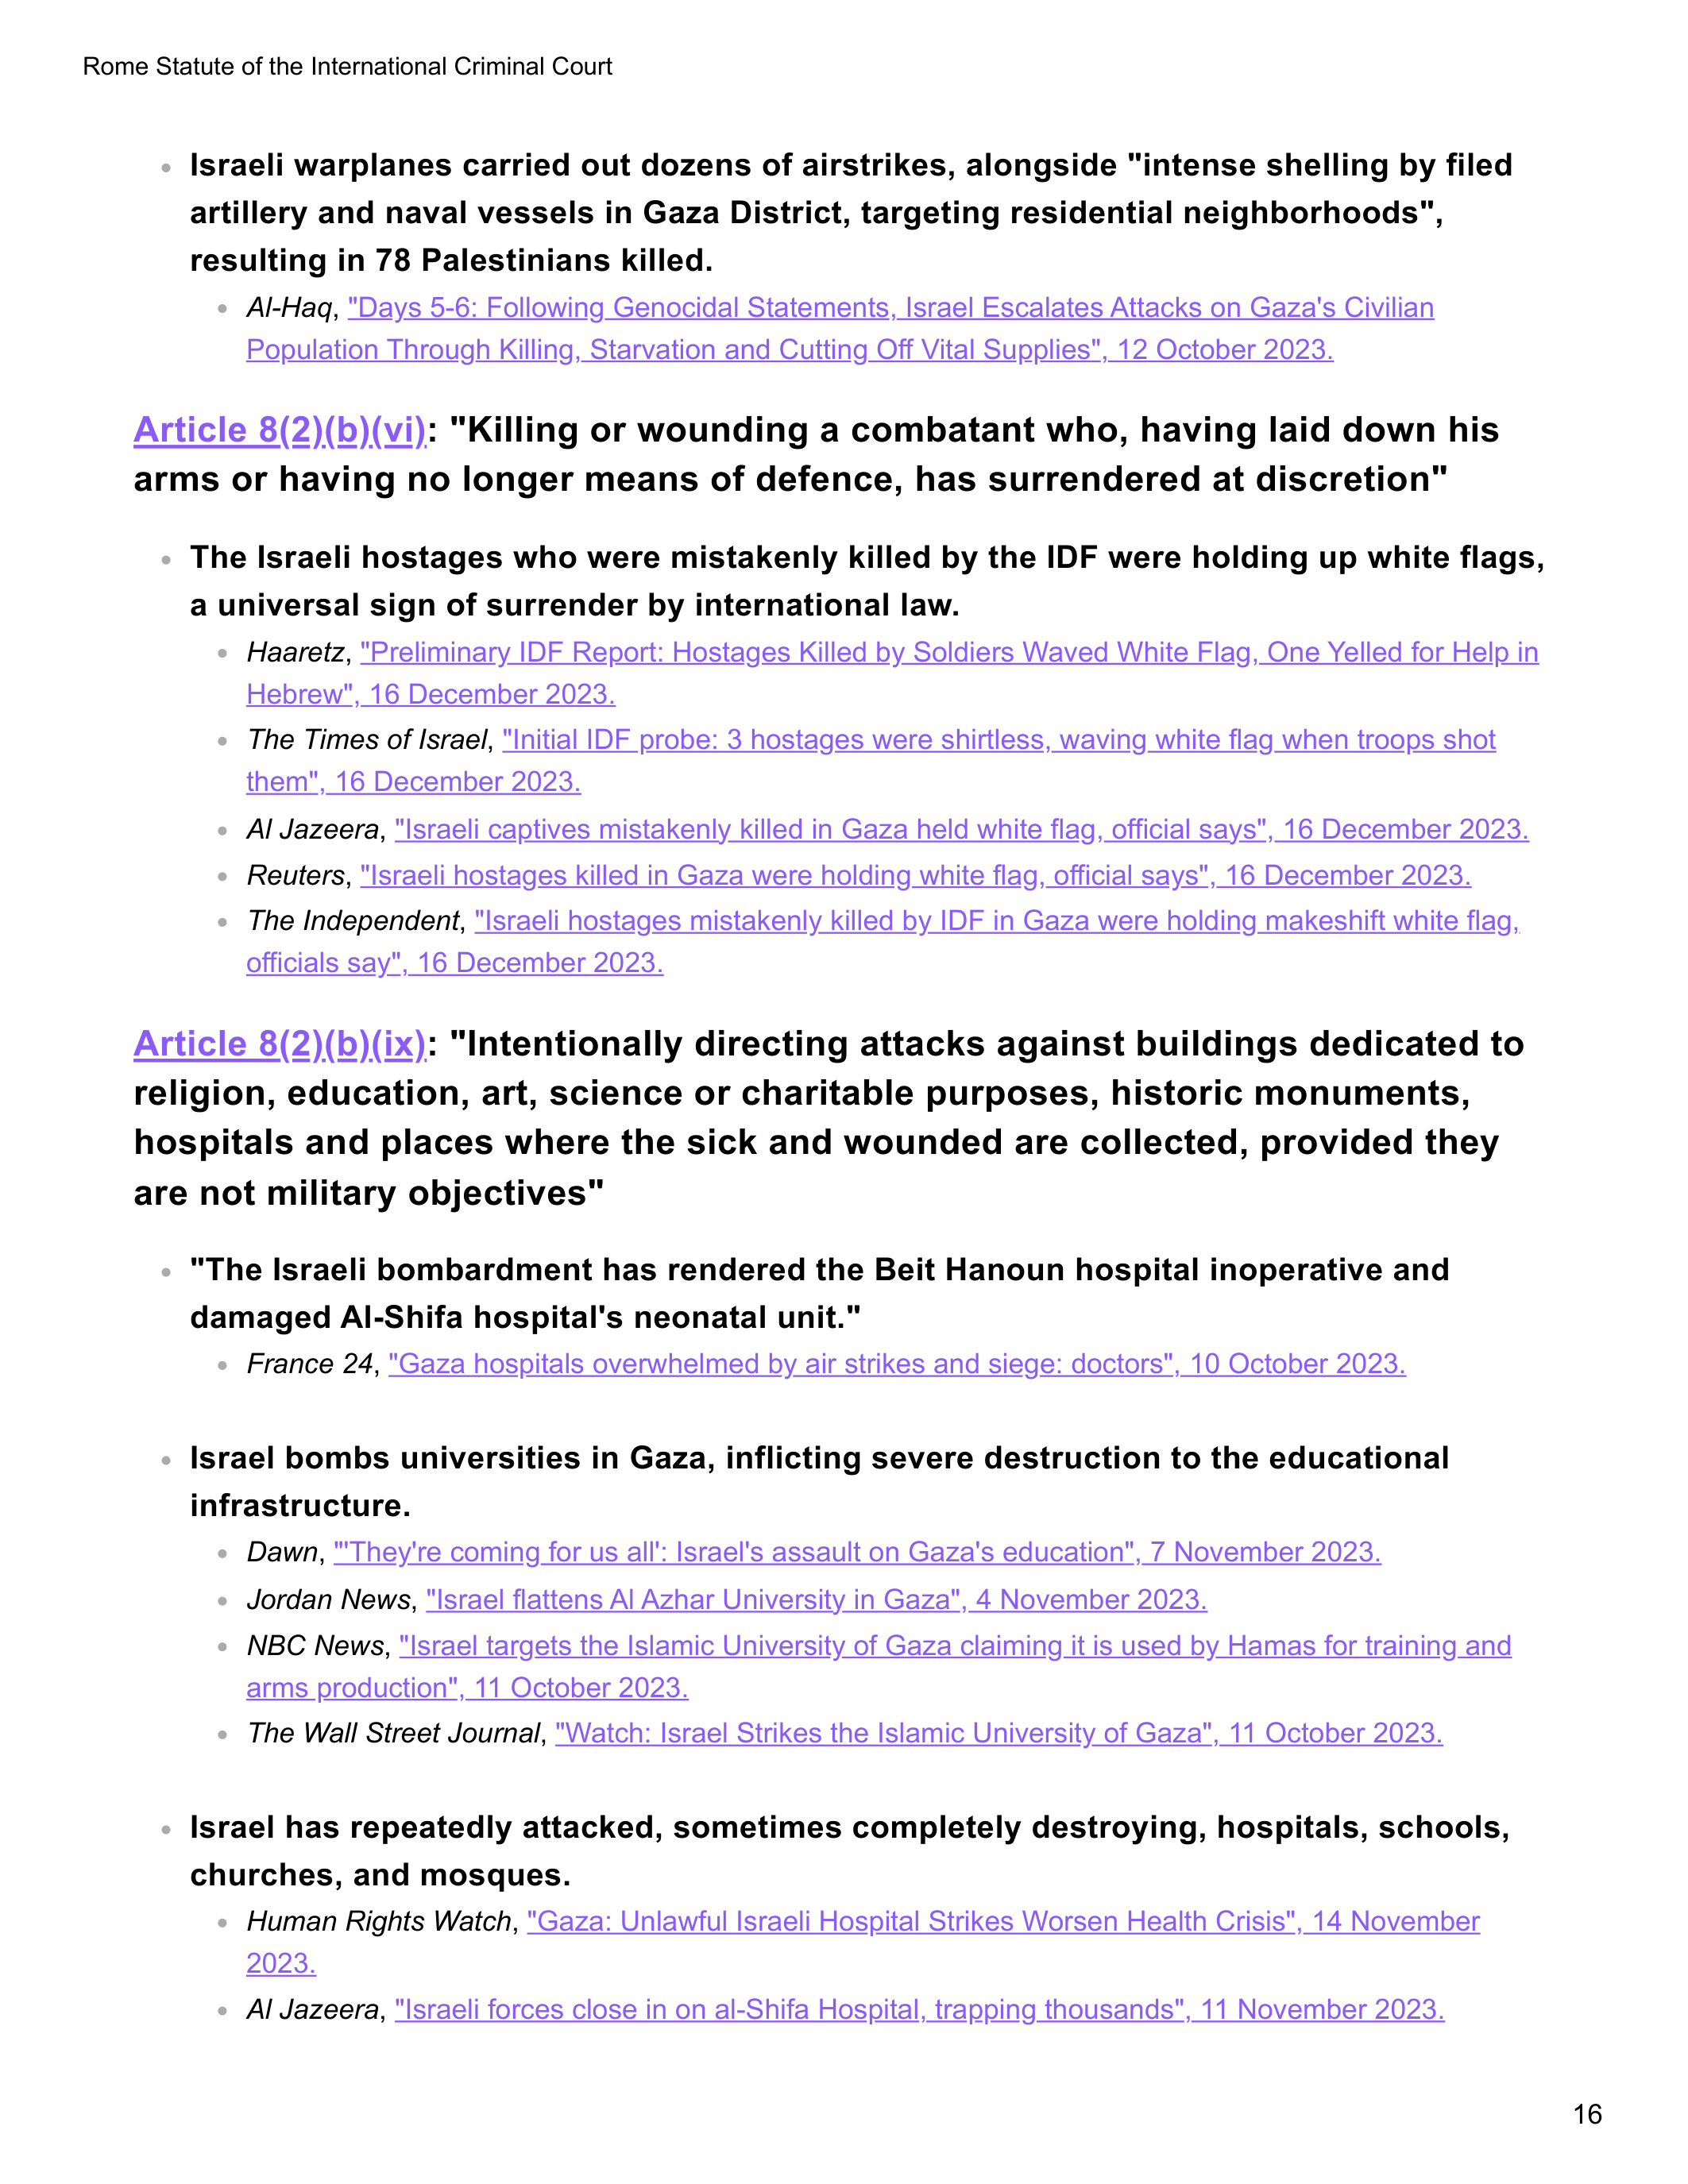 Rome Statute of the International Criminal Court
Israeli warplanes carried out dozens of airstrikes, alongside "intense shelling by filed
artillery and naval vessels in Gaza District, targeting residential neighborhoods",
resulting in 78 Palestinians killed.
Al-Haq, "Days 5-6: Following Genocidal Statements, Israel Escalates Attacks on Gaza's Civilian
Population Through Killing, Starvation and Cutting Off Vital Supplies", 12 October 2023.
Article 8(2)(b)(vi): "Killing or wounding a combatant who, having laid down his
arms or having no longer means of defence, has surrendered at discretion"
The Israeli hostages who were mistakenly killed by the IDF were holding up white flags,
a universal sign of surrender by international law.
Haaretz, "Preliminary IDF Report: Hostages Killed by Soldiers Waved White Flag, One Yelled for Help in
Hebrew", 16 December 2023.
The Times of Israel, "Initial IDF probe: 3 hostages were shirtless, waving white flag when troops shot
them", 16 December 2023.
Al Jazeera, "Israeli captives mistakenly killed in Gaza held white flag, official says", 16 December 2023.
Reuters, "Israeli hostages killed in Gaza were holding white flag, official says", 16 December 2023.
The Independent, "Israeli hostages mistakenly killed by IDF in Gaza were holding makeshift white flag,
officials say", 16 December 2023.
Article 8(2)(b)(ix): "Intentionally directing attacks against buildings dedicated to
religion, education, art, science or charitable purposes, historic monuments,
hospitals and places where the sick and wounded are collected, provided they
are not military objectives"
"The Israeli bombardment has rendered the Beit Hanoun hospital inoperative and
damaged Al-Shifa hospital's neonatal unit."
France 24, "Gaza hospitals overwhelmed by air strikes and siege: doctors", 10 October 2023.
Israel bombs universities in Gaza, inflicting severe destruction to the educational
infrastructure.
Dawn, "'They're coming for us all': Israel's assault on Gaza's education", 7 November 2023.
Jordan News, "Israel flattens Al Azhar University in Gaza", 4 November 2023.
NBC News, "Israel targets the Islamic University of Gaza claiming it is used by Hamas for training and
arms production", 11 October 2023.
The Wall Street Journal, "Watch: Israel Strikes the Islamic University of Gaza", 11 October 2023.
Israel has repeatedly attacked, sometimes completely destroying, hospitals, schools,
churches, and mosques.
Human Rights Watch, "Gaza: Unlawful Israeli Hospital Strikes Worsen Health Crisis", 14 November
2023.
Al Jazeera, "Israeli forces close in on al-Shifa Hospital, trapping thousands", 11 November 2023.
16